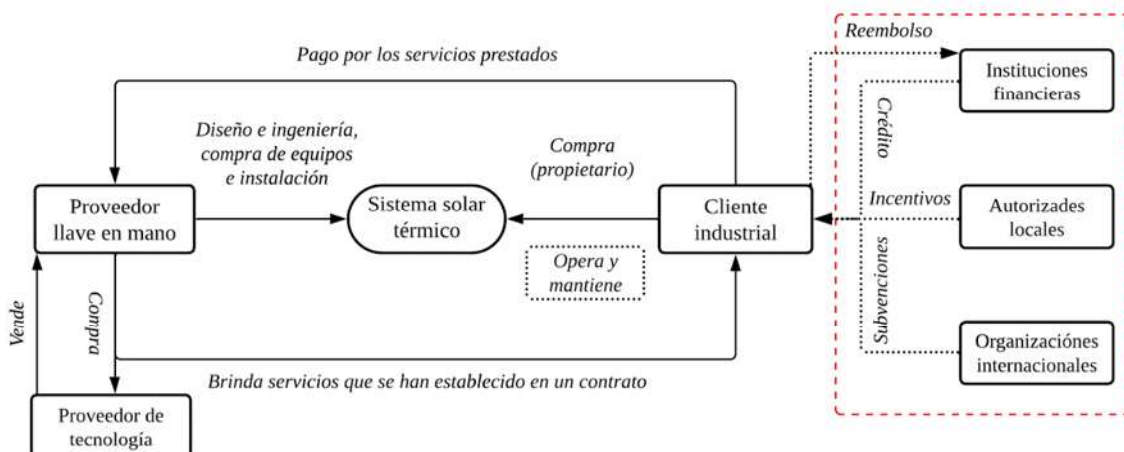 Reembolso
Pago por los servicios prestados
Instituciones
financieras
Crédito
Diseño e ingeniería,
compra de equipos
e instalación
Compra
(propietario)
Proveedor
llave en mano
Sistema solar
térmico
Cliente
industrial
Incentivos
Autorizades
locales
Opera y
mantiene
Subvenciones
Vende
Compra
Organizaciónes
internacionales
Brinda servicios que se han establecido en un contrato
Proveedor de
tecnología